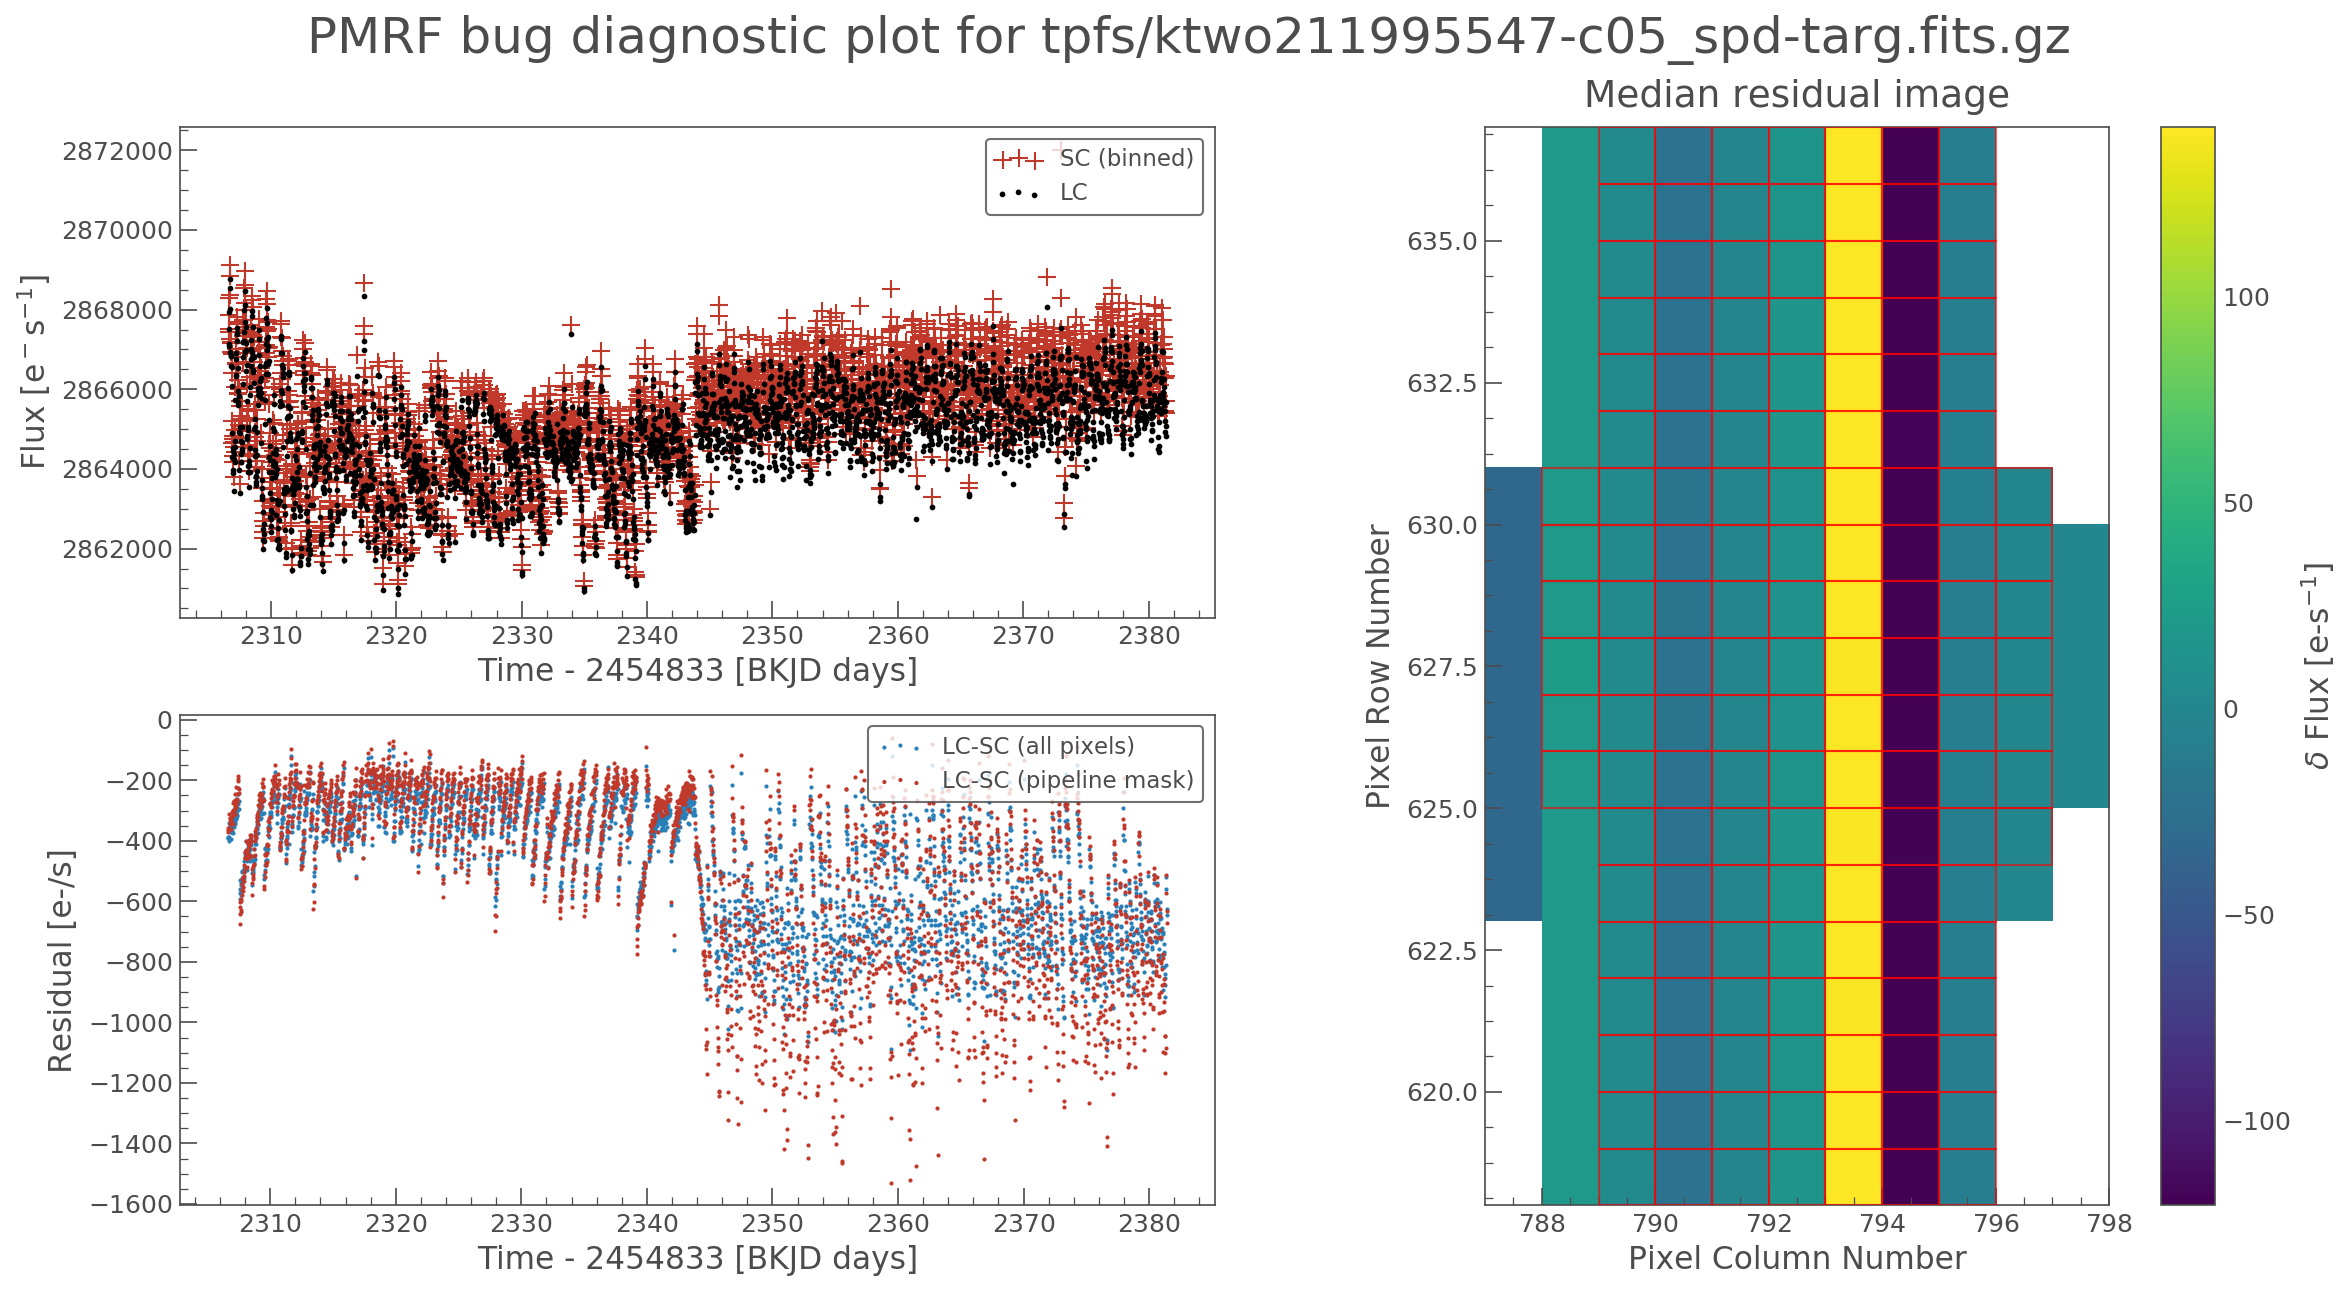 PMRF bug diagnostic plot for tpfs/ktwo211995547-c05_spd-targ.fits.gz
Flux [e⁻ s⁻¹]
2872000
2870000
2868000
2866000
2864000
2862000
SC (binned)
LC
2310 2320 2330 2340 2350 2360 2370 2380
Time - 2454833 [BKJD days]
Residual [e-/s]
0
−200
−400
−600
−800
−1000
−1200
−1400
−1600
LC-SC (all pixels)
LC-SC (pipeline mask)
2310 2320 2330 2340 2350 2360 2370 2380
Time - 2454833 [BKJD days]
Median residual image
Pixel Row Number
635.0
632.5
630.0
627.5
625.0
622.5
620.0
788 790 792 794 796 798
Pixel Column Number
100
50
0
−50
−100
δ Flux [e-s⁻¹]